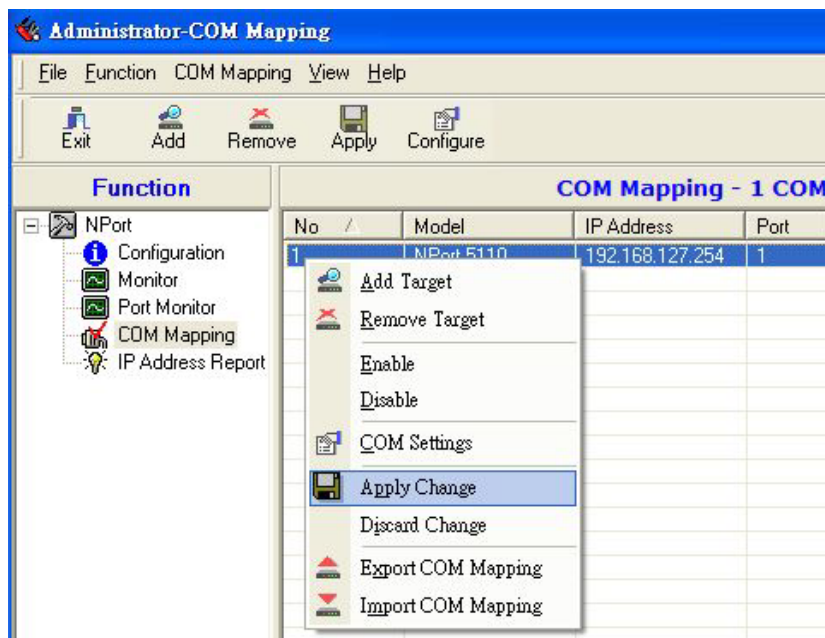 Administrator-COM Mapping
File Function COM Mapping View Help
Exit Add Remove Apply Configure
Function
COM Mapping - 1 COM
NPort
Configuration
Monitor
Port Monitor
COM Mapping
IP Address Report
No Model IP Address Port
1 NPort 5110 192.168.127.254 1
Add Target
Remove Target
Enable
Disable
COM Settings
Apply Change
Discard Change
Export COM Mapping
Import COM Mapping